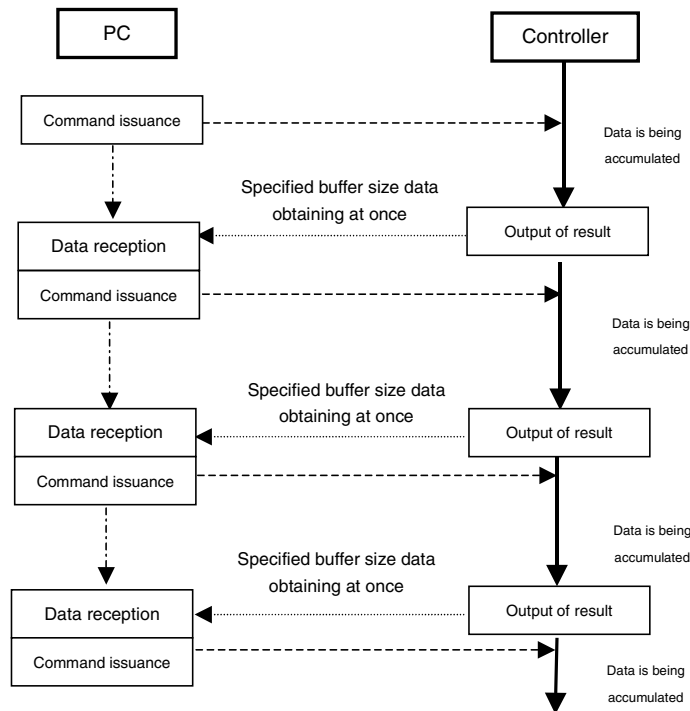 PC
Controller
Command issuance
Data is being
accumulated
Specified buffer size data
obtaining at once
Data reception
Output of result
Command issuance
Data is being
accumulated
Specified buffer size data
obtaining at once
Data reception
Output of result
Command issuance
Data is being
accumulated
Specified buffer size data
obtaining at once
Data reception
Output of result
Command issuance
Data is being
accumulated